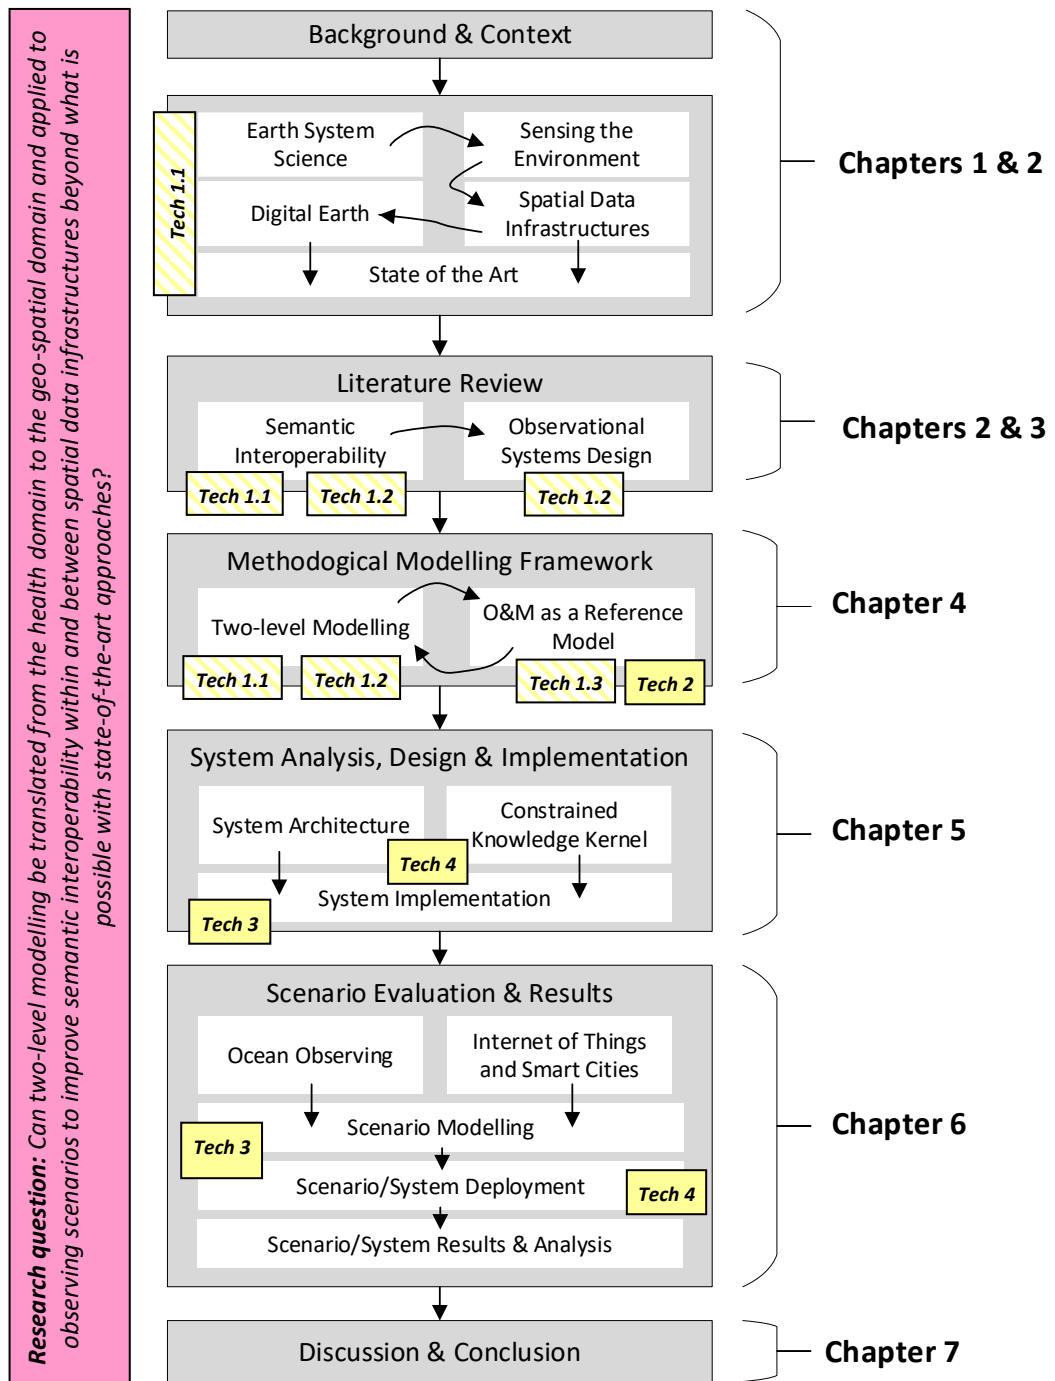 Research question: Can two-level modelling be translated from the health domain to the geo-spatial domain and applied to
observing scenarios to improve semantic interoperability within and between spatial data infrastructures beyond what is
possible with state-of-the-art approaches?
Background & Context
Tech 1.1
Earth System
Science
Sensing the
Environment
Digital Earth
Spatial Data
Infrastructures
State of the Art
Chapters 1 & 2
Literature Review
Semantic
Interoperability
Observational
Systems Design
Tech 1.1
Tech 1.2
Tech 1.2
Chapters 2 & 3
Methodogical Modelling Framework
Two-level Modelling
O&M as a Reference
Model
Tech 1.1
Tech 1.2
Tech 1.3
Tech 2
Chapter 4
System Analysis, Design & Implementation
System Architecture
Constrained
Knowledge Kernel
Tech 4
System Implementation
Tech 3
Chapter 5
Scenario Evaluation & Results
Ocean Observing
Internet of Things
and Smart Cities
Scenario Modelling
Tech 3
Scenario/System Deployment
Tech 4
Scenario/System Results & Analysis
Chapter 6
Discussion & Conclusion
Chapter 7